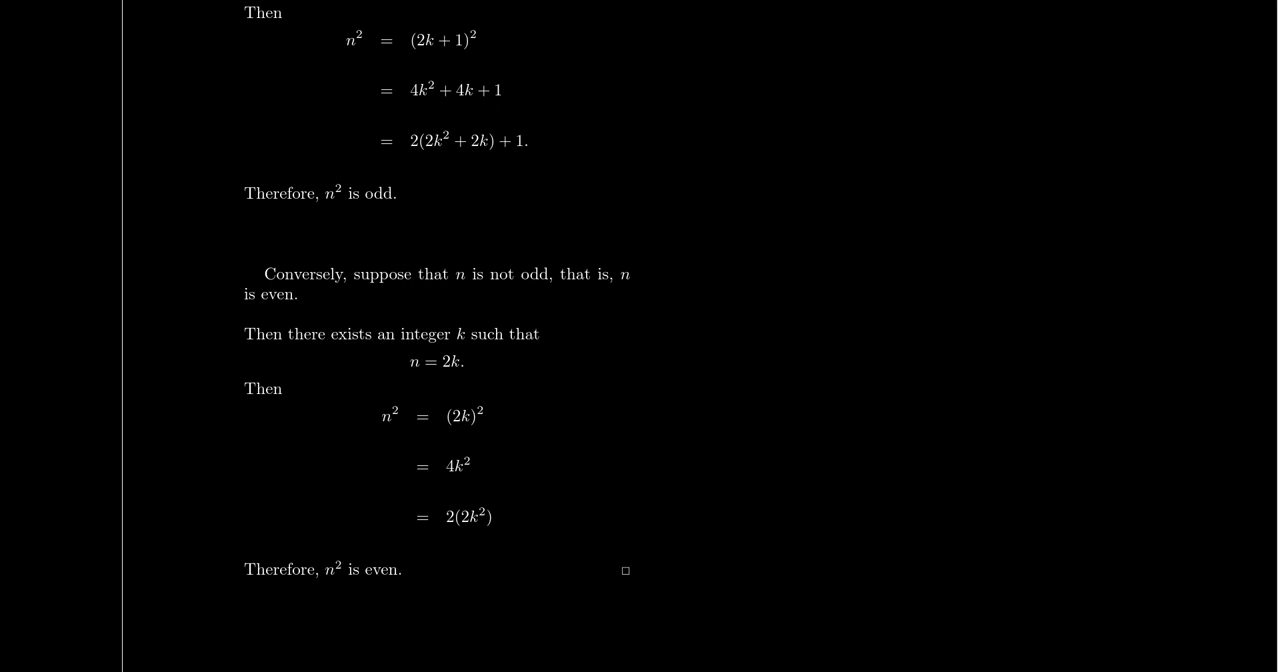 Then
n² = (2k + 1)²
= 4k² + 4k + 1
= 2(2k² + 2k) + 1.
Therefore, n² is odd.
Conversely, suppose that n is not odd, that is, n
is even.
Then there exists an integer k such that
n = 2k.
Then
n² = (2k)²
= 4k²
= 2(2k²)
Therefore, n² is even. □